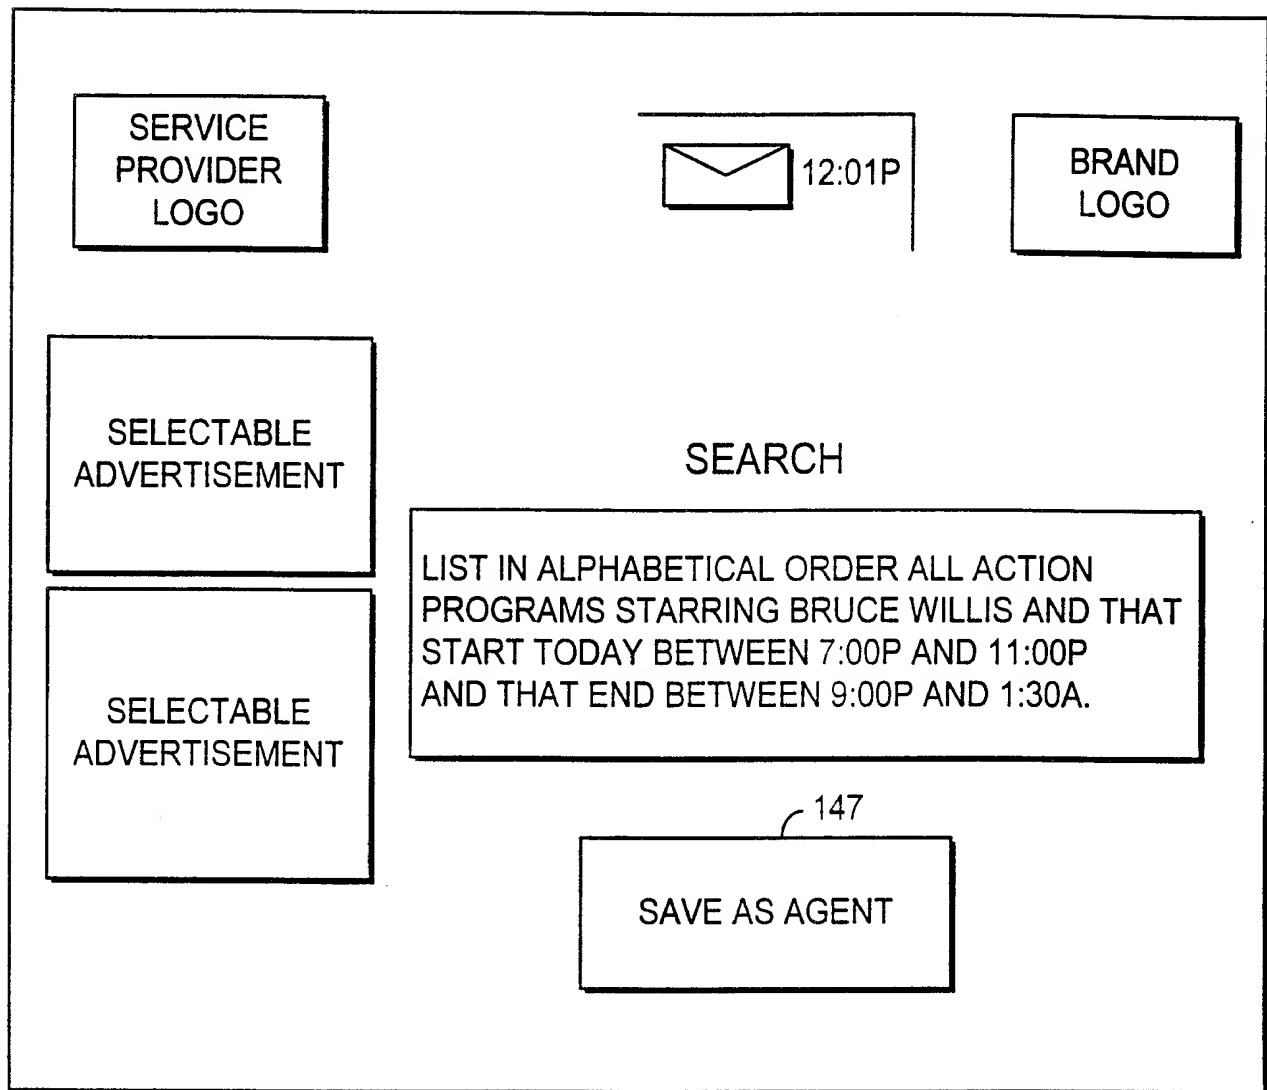 SERVICE
PROVIDER
LOGO
12:01P
BRAND
LOGO
SELECTABLE
ADVERTISEMENT
SEARCH
LIST IN ALPHABETICAL ORDER ALL ACTION
PROGRAMS STARRING BRUCE WILLIS AND THAT
START TODAY BETWEEN 7:00P AND 11:00P
AND THAT END BETWEEN 9:00P AND 1:30A.
SELECTABLE
ADVERTISEMENT
147
SAVE AS AGENT